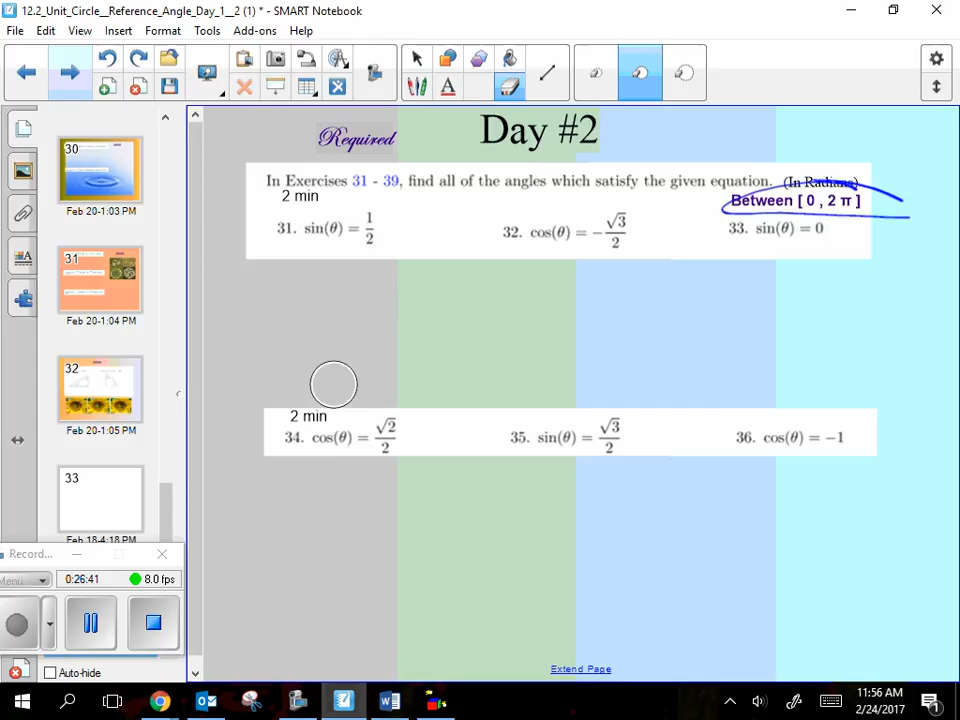 12.2_Unit_Circle__Reference_Angle_Day_1__2 (1) * - SMART Notebook
File Edit View Insert Format Tools Add-ons Help
Required
Day #2
In Exercises 31 - 39, find all of the angles which satisfy the given equation. (In Radians)
2 min
Between [ 0 , 2 π ]
31. sin(θ) = 1/2
32. cos(θ) = −√3/2
33. sin(θ) = 0
2 min
34. cos(θ) = √2/2
35. sin(θ) = √3/2
36. cos(θ) = −1
Extend Page
30
Feb 20-1:03 PM
31
Feb 20-1:04 PM
32
Feb 20-1:05 PM
33
Feb 18-4:18 PM
Record...
Menu
0:26:41
8.0 fps
Auto-hide
11:56 AM
2/24/2017
1